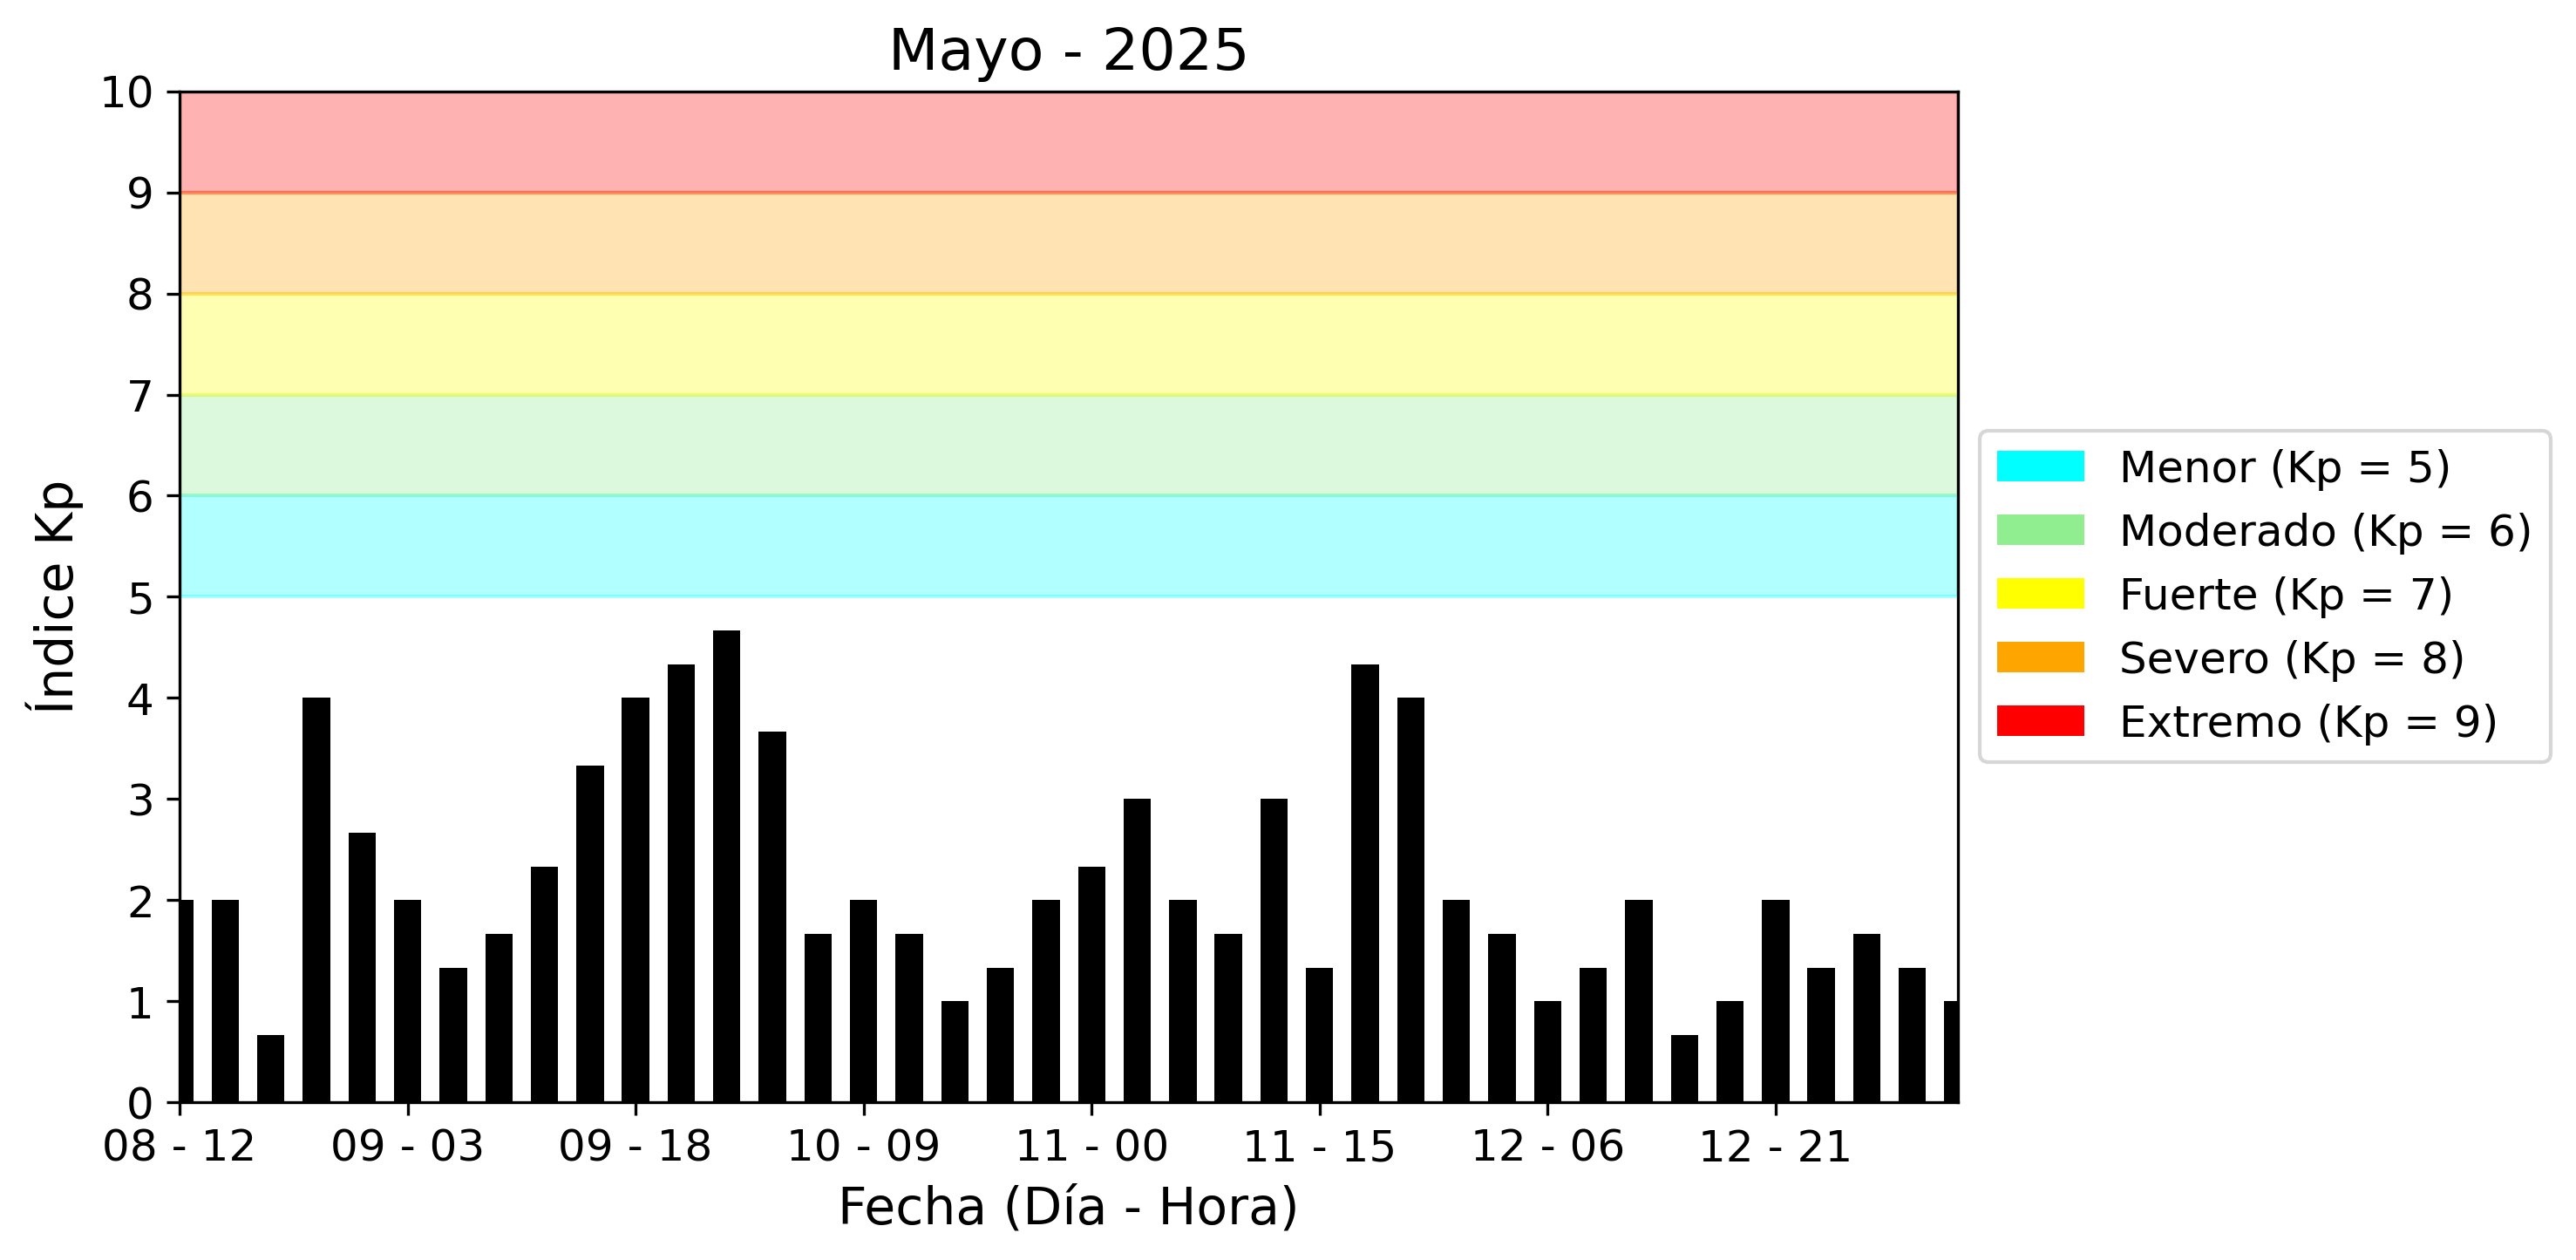 Mayo - 2025
10
9
8
7
6
5
4
3
2
1
0
Índice Kp
08 - 12 09 - 03 09 - 18 10 - 09 11 - 00 11 - 15 12 - 06 12 - 21
Fecha (Día - Hora)
Menor (Kp = 5)
Moderado (Kp = 6)
Fuerte (Kp = 7)
Severo (Kp = 8)
Extremo (Kp = 9)